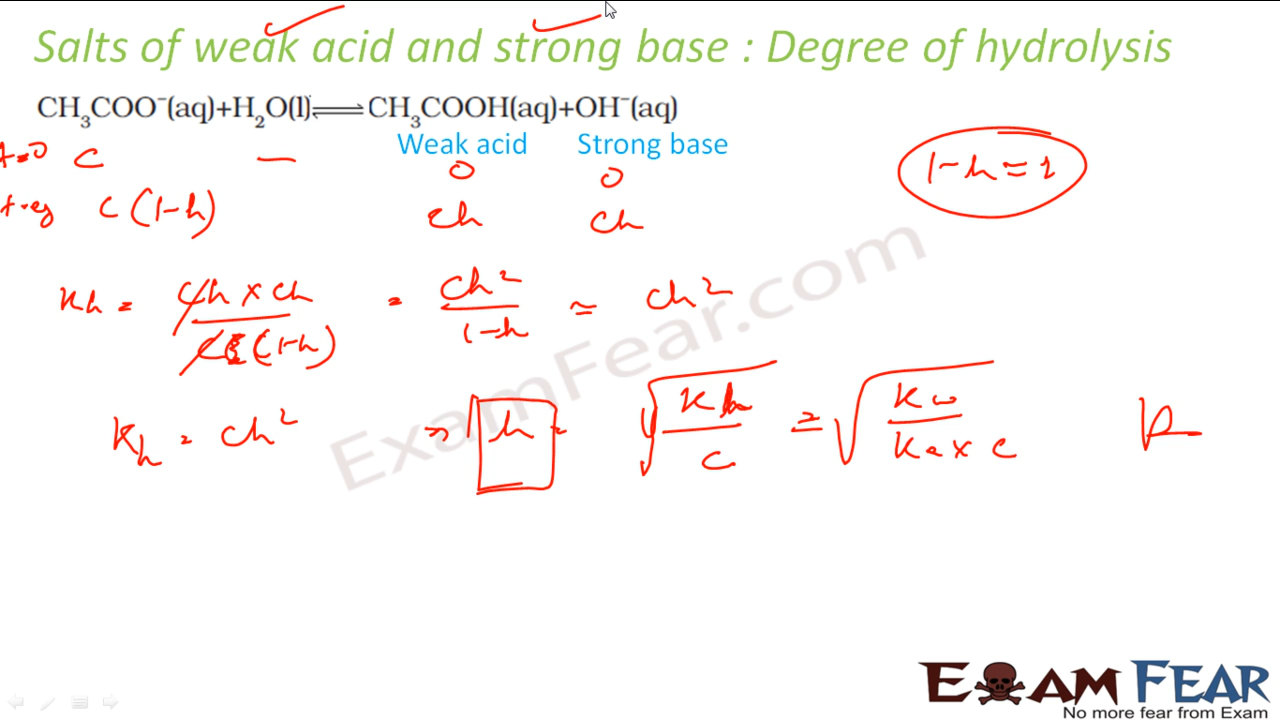 Salts of weak acid and strong base : Degree of hydrolysis
CH₃COO⁻(aq)+H₂O(l)⇌CH₃COOH(aq)+OH⁻(aq)
Weak acid Strong base
t=0 C — 0 0
t-eq C(1-h) ch ch
1-h=1
Kh = ch × ch / C(1-h) = ch² / 1-h ≈ ch²
Kh = ch² ⇒ h = √(Kh / C) = √(Kw / Ka × C)
ExamFear.com
EXAM FEAR
No more fear from Exam